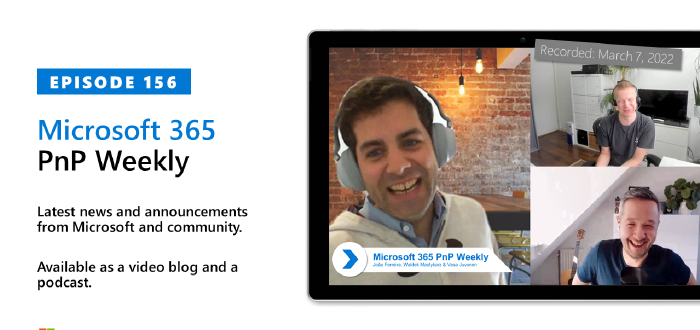 EPISODE 156
Microsoft 365
PnP Weekly
Latest news and announcements
from Microsoft and community.
Available as a video blog and a
podcast.
Recorded: March 7, 2022
Microsoft 365 PnP Weekly
João Ferreira, Waldek Mastykarz & Vesa Juvonen